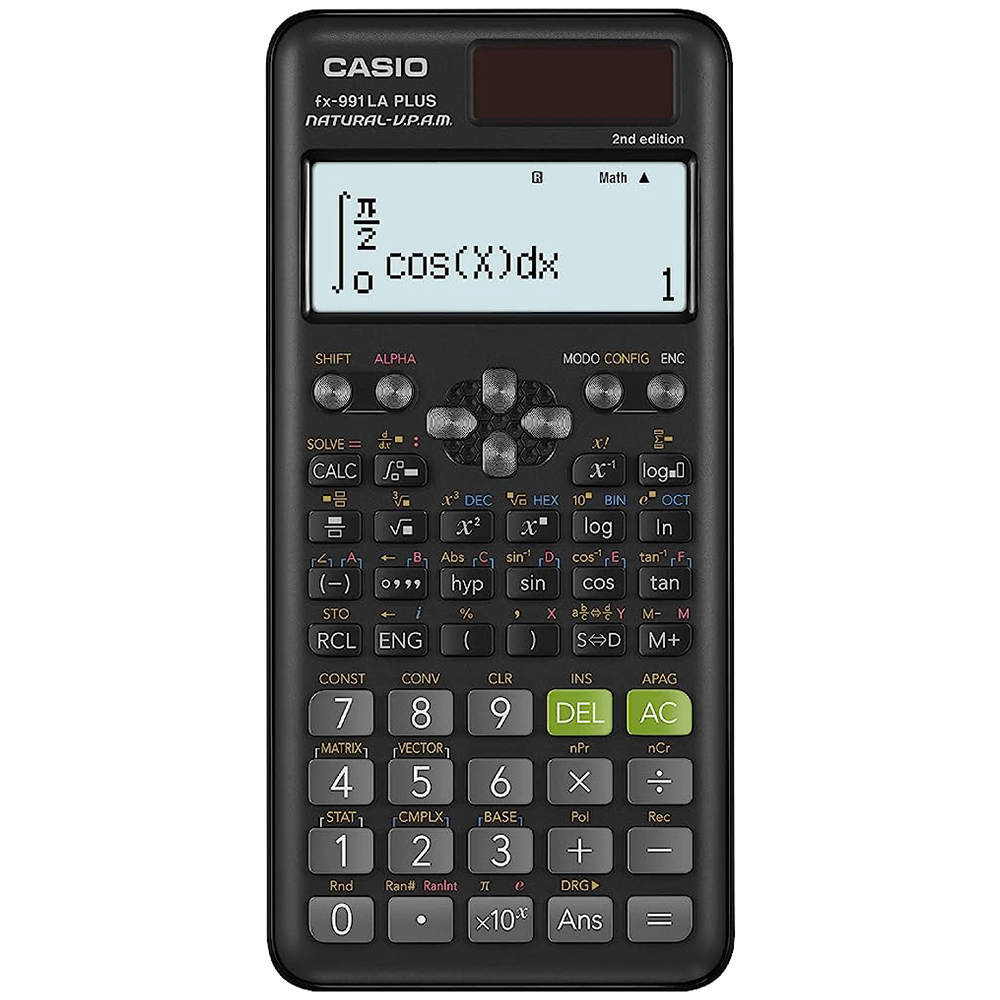 CASIO
fx-991LA PLUS
NATURAL-V.P.A.M.
2nd edition
R Math ▲
∫ π/2 0 cos(X)dx
1
SHIFT ALPHA MODO CONFIG ENC
SOLVE = d/dx■ : x! Σ■
CALC ∫■ x⁻¹ log■▯
■■/■ ³√■ x³ DEC ■√▯ HEX 10■ BIN e■ OCT
■/■ √■ x² x■ log ln
∠ A ← B Abs C sin⁻¹ D cos⁻¹ E tan⁻¹ F
(−) °,,, hyp sin cos tan
STO ← i % , X a b/c⇔d/c Y M− M
RCL ENG ( ) S⇔D M+
CONST CONV CLR INS APAG
7 8 9 DEL AC
MATRIX VECTOR nPr nCr
4 5 6 × ÷
STAT CMPLX BASE Pol Rec
1 2 3 + −
Rnd Ran# RanInt π e DRG▶
0 • ×10ˣ Ans =